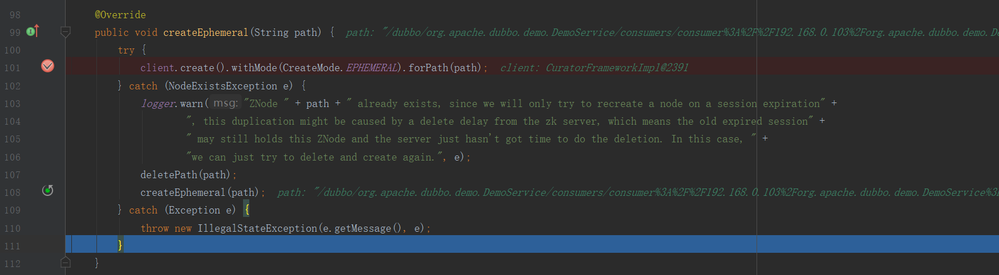 98 @Override
99 public void createEphemeral(String path) { path: "/dubbo/org.apache.dubbo.demo.DemoService/consumers/consumer%3A%2F%2F192.168.0.103%2Forg.apache.dubbo.demo.De
100 try {
101 client.create().withMode(CreateMode.EPHEMERAL).forPath(path); client: CuratorFrameworkImpl@2391
102 } catch (NodeExistsException e) {
103 logger.warn( msg: "ZNode " + path + " already exists, since we will only try to recreate a node on a session expiration" +
104 ", this duplication might be caused by a delete delay from the zk server, which means the old expired session" +
105 " may still holds this ZNode and the server just hasn't got time to do the deletion. In this case, " +
106 "we can just try to delete and create again.", e);
107 deletePath(path);
108 createEphemeral(path); path: "/dubbo/org.apache.dubbo.demo.DemoService/consumers/consumer%3A%2F%2F192.168.0.103%2Forg.apache.dubbo.demo.DemoService%3
109 } catch (Exception e) {
110 throw new IllegalStateException(e.getMessage(), e);
111 }
112 }